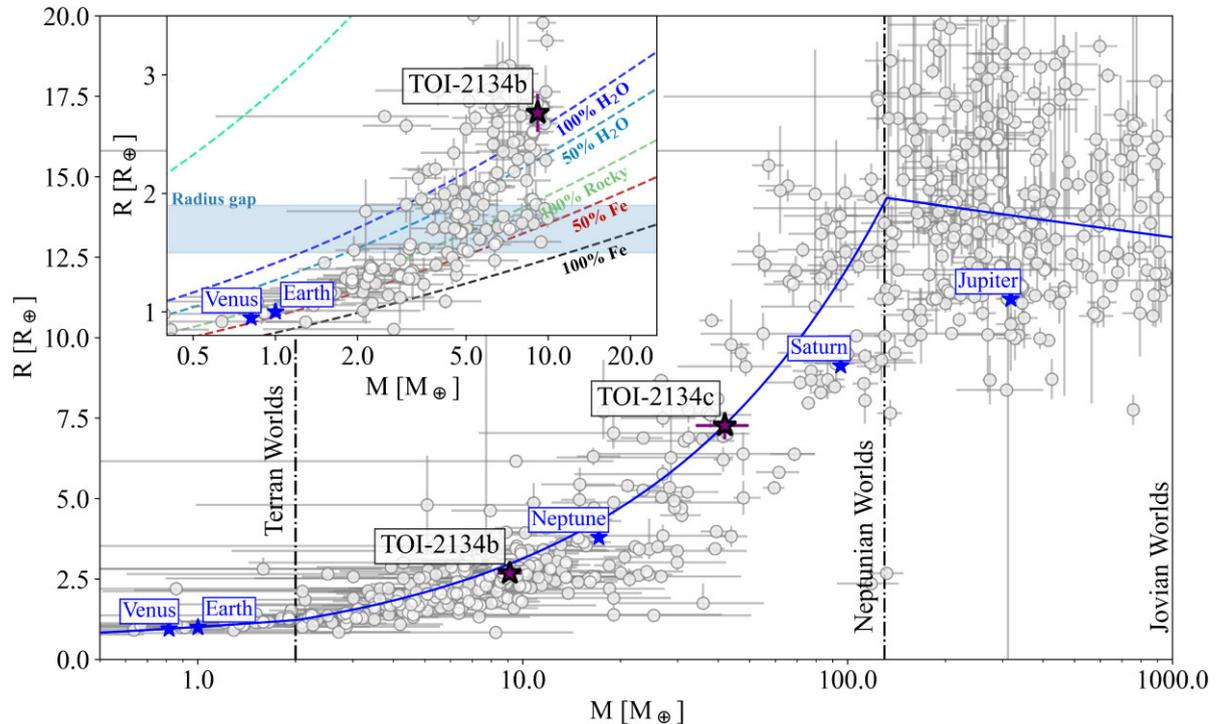 20.0
17.5
15.0
12.5
10.0
7.5
5.0
2.5
0.0
R [R⊕]
3
2
1
R [R⊕]
TOI-2134b
100% H₂O
50% H₂O
100% Rocky
50% Fe
100% Fe
Radius gap
Venus
Earth
0.5
1.0
2.0
5.0
10.0
20.0
M [M⊕]
Jupiter
Saturn
TOI-2134c
Neptune
TOI-2134b
Venus
Earth
Terran Worlds
Neptunian Worlds
Jovian Worlds
1.0
10.0
100.0
1000.0
M [M⊕]